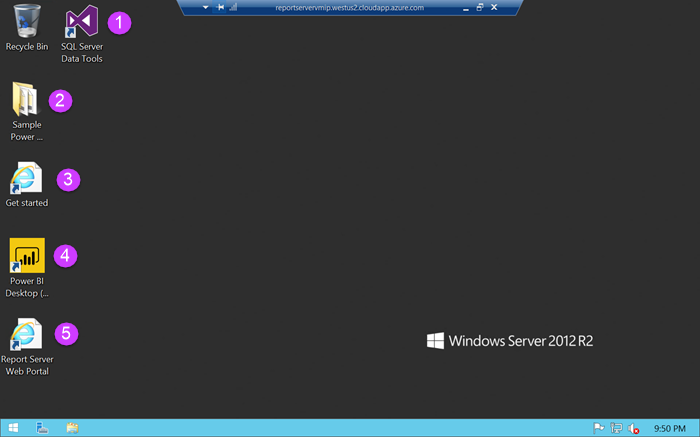 reportservervmip.westus2.cloudapp.azure.com
Recycle Bin
SQL Server
Data Tools
1
Sample
Power ...
2
Get started
3
Power BI
Desktop (...
4
Report Server
Web Portal
5
Windows Server 2012 R2
9:50 PM